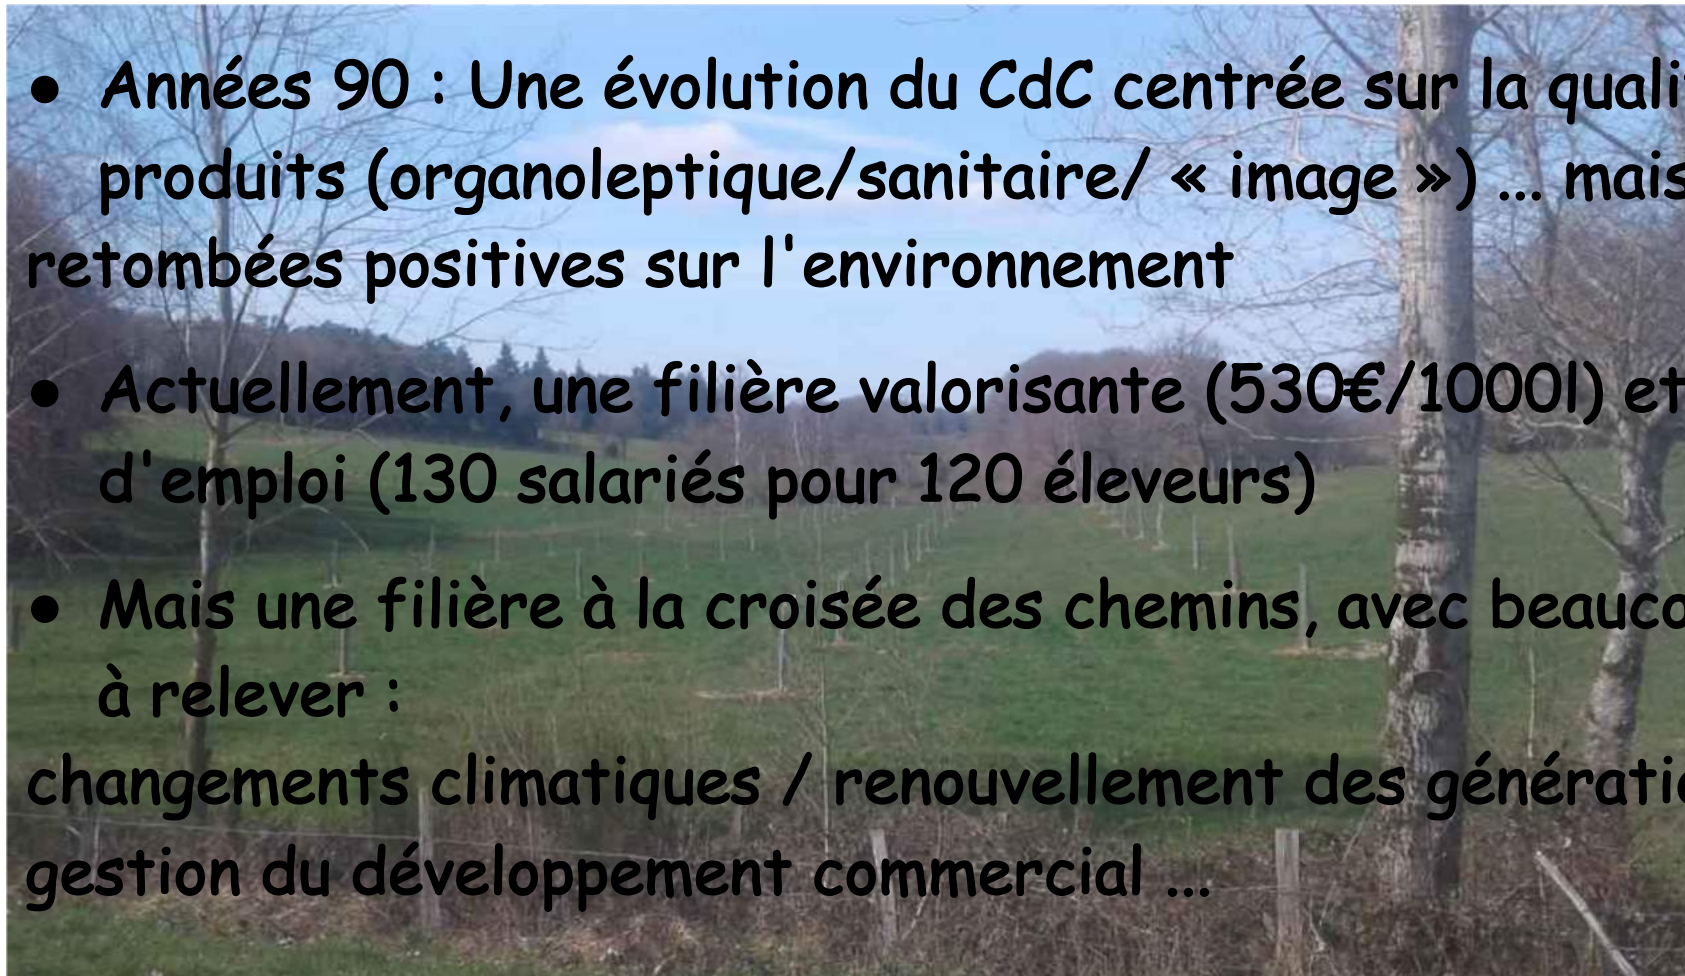 • Années 90 : Une évolution du CdC centrée sur la quali
produits (organoleptique/sanitaire/ « image ») ... mais
retombées positives sur l'environnement
• Actuellement, une filière valorisante (530€/1000l) et
d'emploi (130 salariés pour 120 éleveurs)
• Mais une filière à la croisée des chemins, avec beauco
à relever :
changements climatiques / renouvellement des génératio
gestion du développement commercial ...